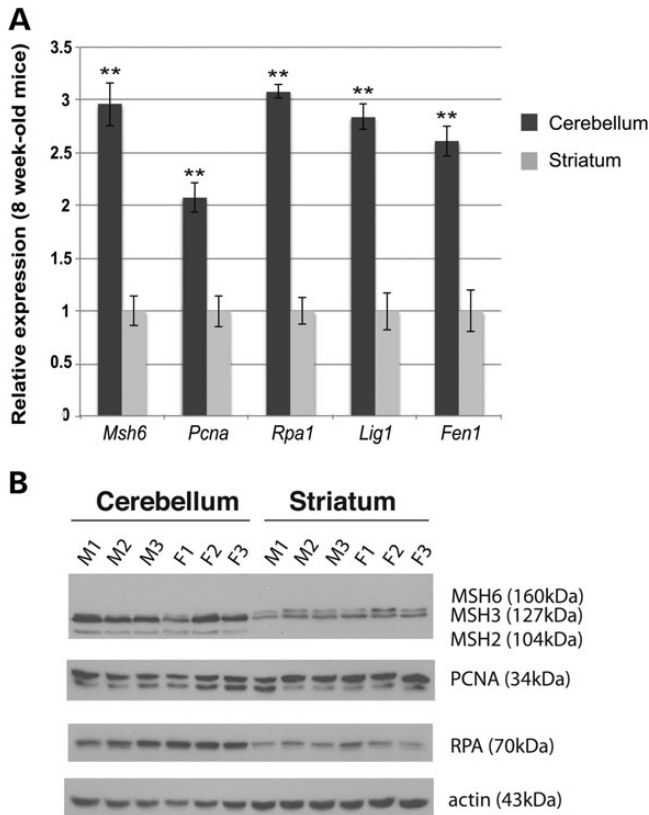 A
Relative expression (8 week-old mice)
3.5
3
2.5
2
1.5
1
0.5
0
**
**
**
**
**
Msh6 Pcna Rpa1 Lig1 Fen1
Cerebellum
Striatum
B
Cerebellum Striatum
M1 M2 M3 F1 F2 F3 M1 M2 M3 F1 F2 F3
MSH6 (160kDa)
MSH3 (127kDa)
MSH2 (104kDa)
PCNA (34kDa)
RPA (70kDa)
actin (43kDa)